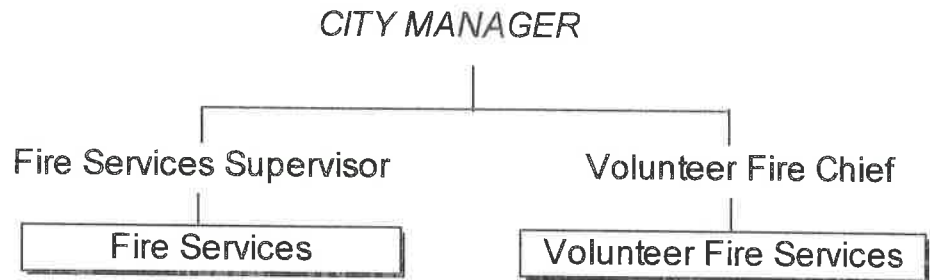 CITY MANAGER
Fire Services Supervisor
Volunteer Fire Chief
Fire Services
Volunteer Fire Services